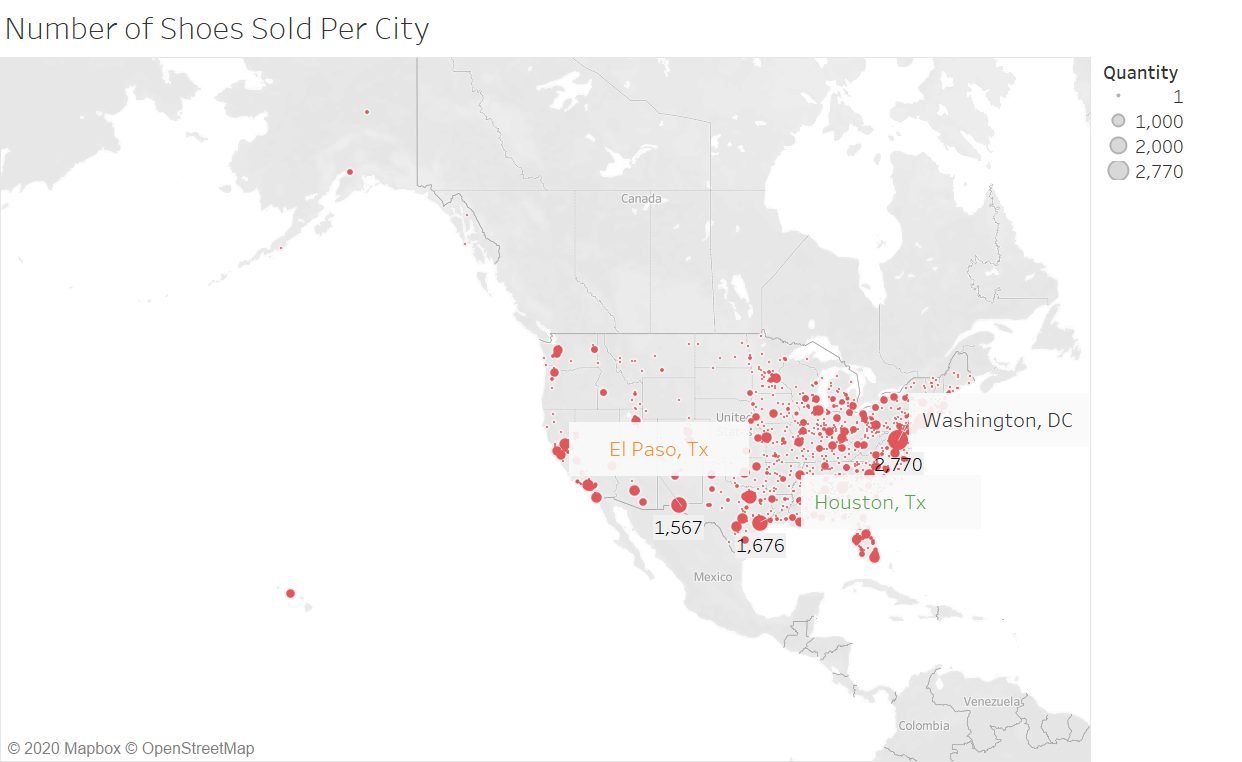 Number of Shoes Sold Per City
Quantity
1
1,000
2,000
2,770
Canada
United
Washington, DC
El Paso, Tx
2,770
Houston, Tx
1,567
1,676
Mexico
Venezuela
Colombia
© 2020 Mapbox © OpenStreetMap